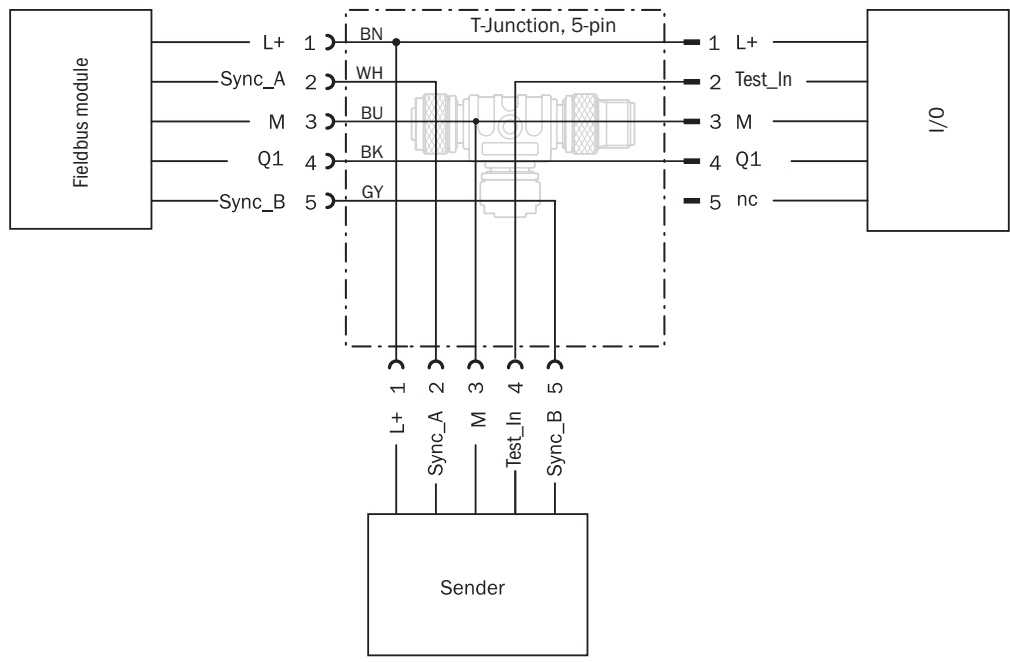 T-Junction, 5-pin
L+ 1 BN 1 L+
Sync_A 2 WH 2 Test_In
M 3 BU 3 M
Q1 4 BK 4 Q1
Sync_B 5 GY 5 nc
Fieldbus module
I/O
1 2 3 4 5
L+ Sync_A M Test_In Sync_B
Sender